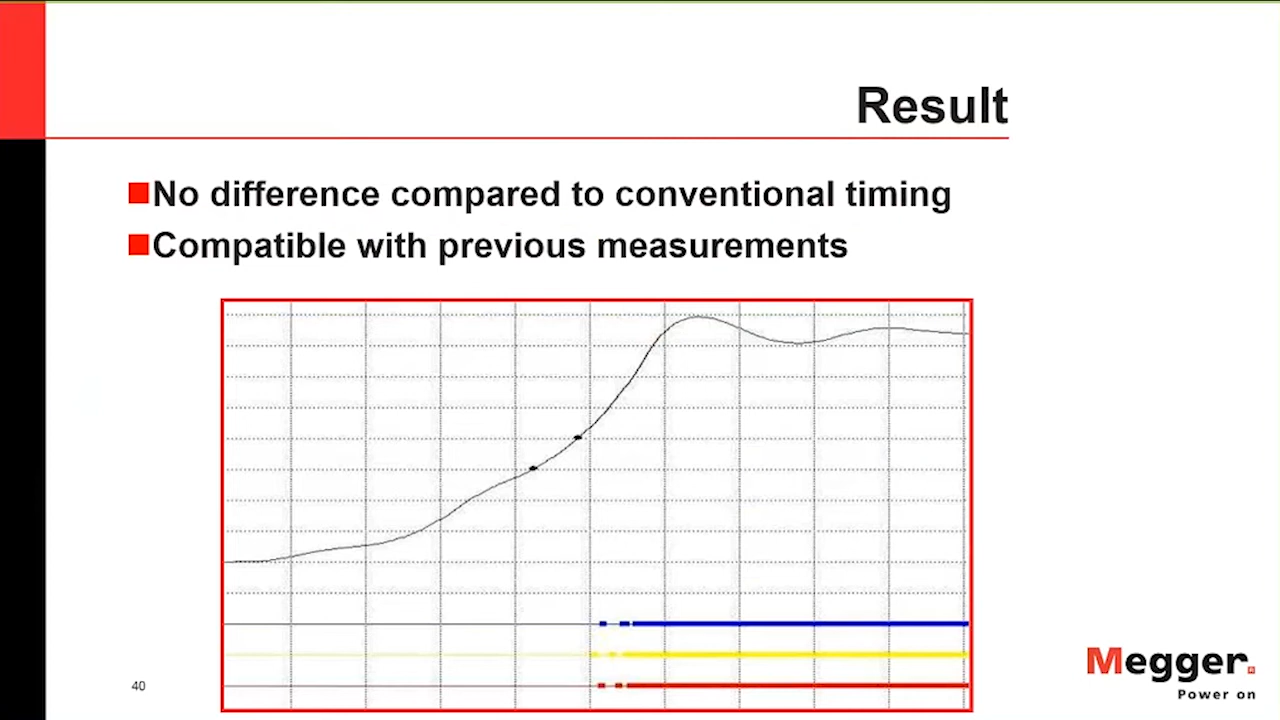 Result
No difference compared to conventional timing
Compatible with previous measurements
40
Megger.
Power on